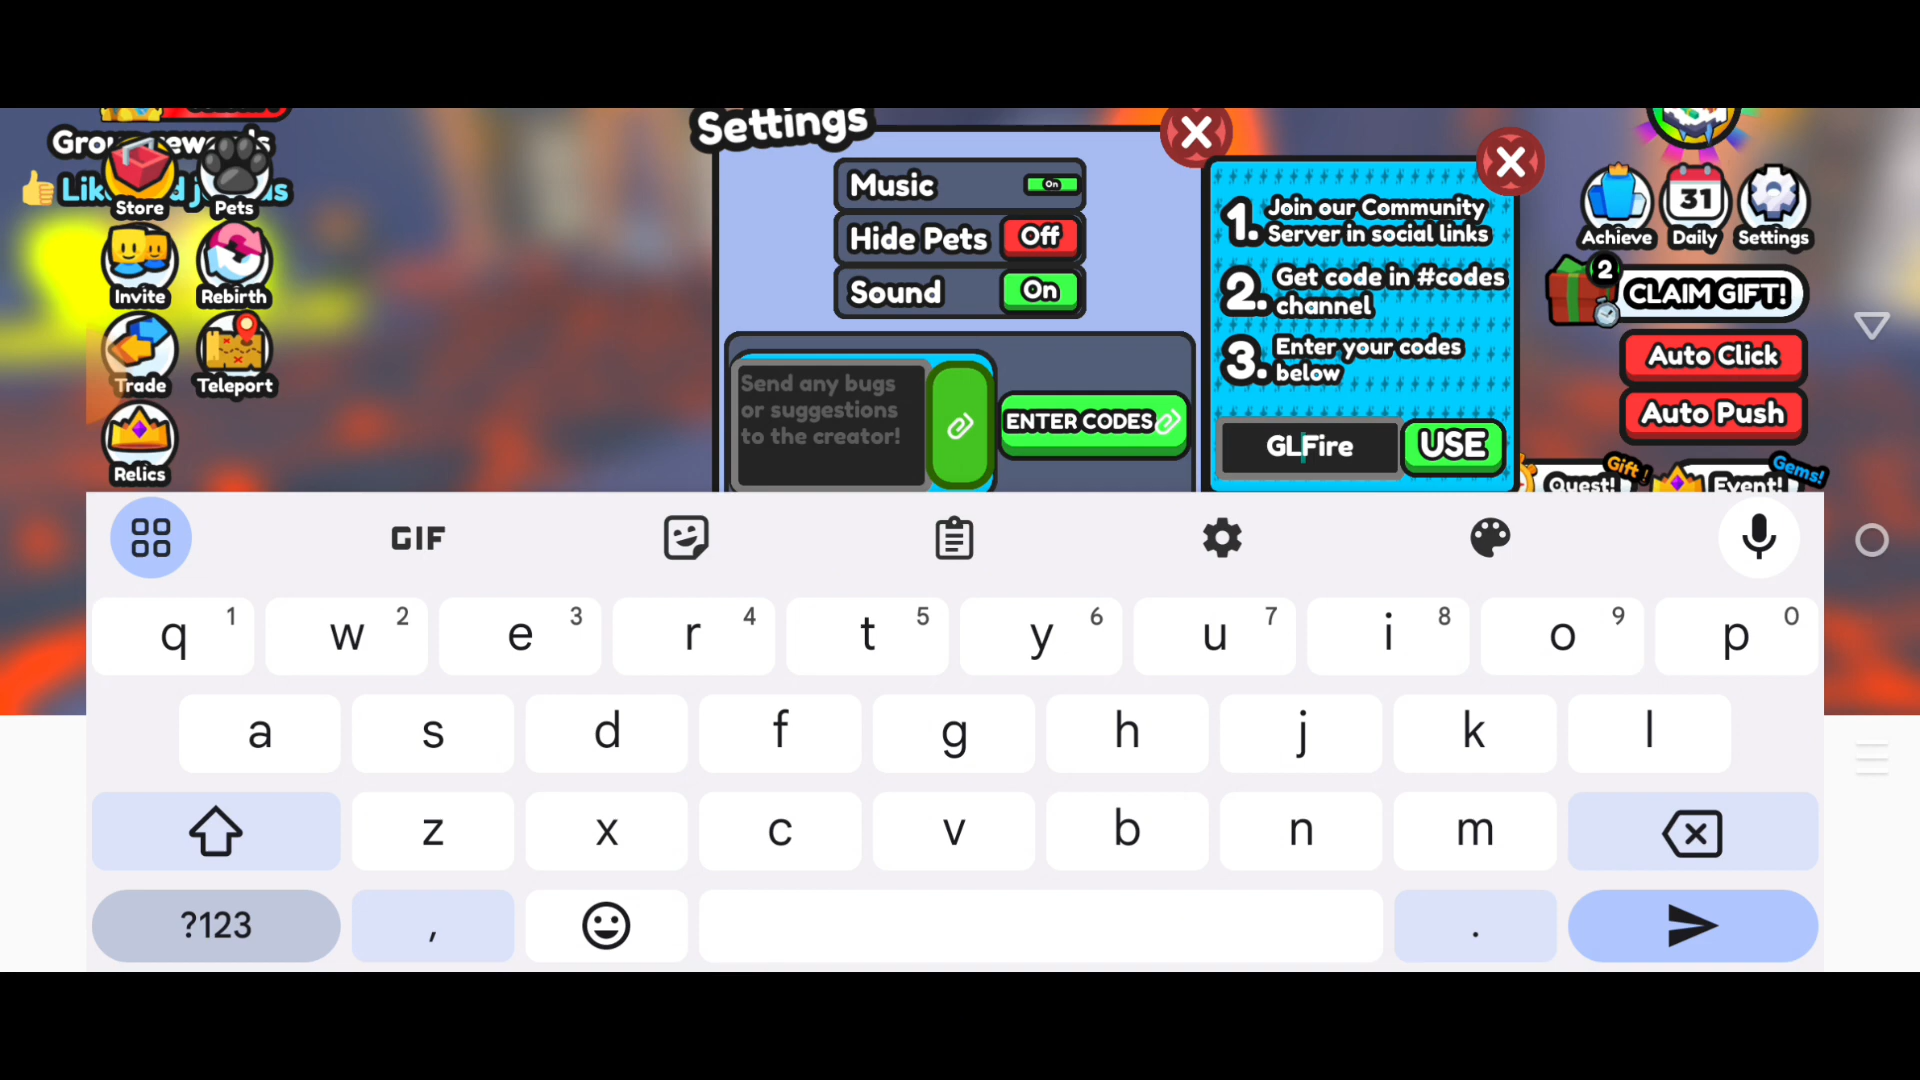 Settings
Store
Pets
Invite
Rebirth
Trade
Teleport
Relics
Music
On
Hide Pets
Off
Sound
On
Send any bugs
or suggestions
to the creator!
ENTER CODES
1. Join our Community
Server in social links
2. Get code in #codes
channel
3. Enter your codes
below
GLFire
USE
31
Achieve
Daily
Settings
2
CLAIM GIFT!
Auto Click
Auto Push
Gift!
Quest!
Gems!
Event!
GIF
q 1 w 2 e 3 r 4 t 5 y 6 u 7 i 8 o 9 p 0
a s d f g h j k l
z x c v b n m
?123 , .